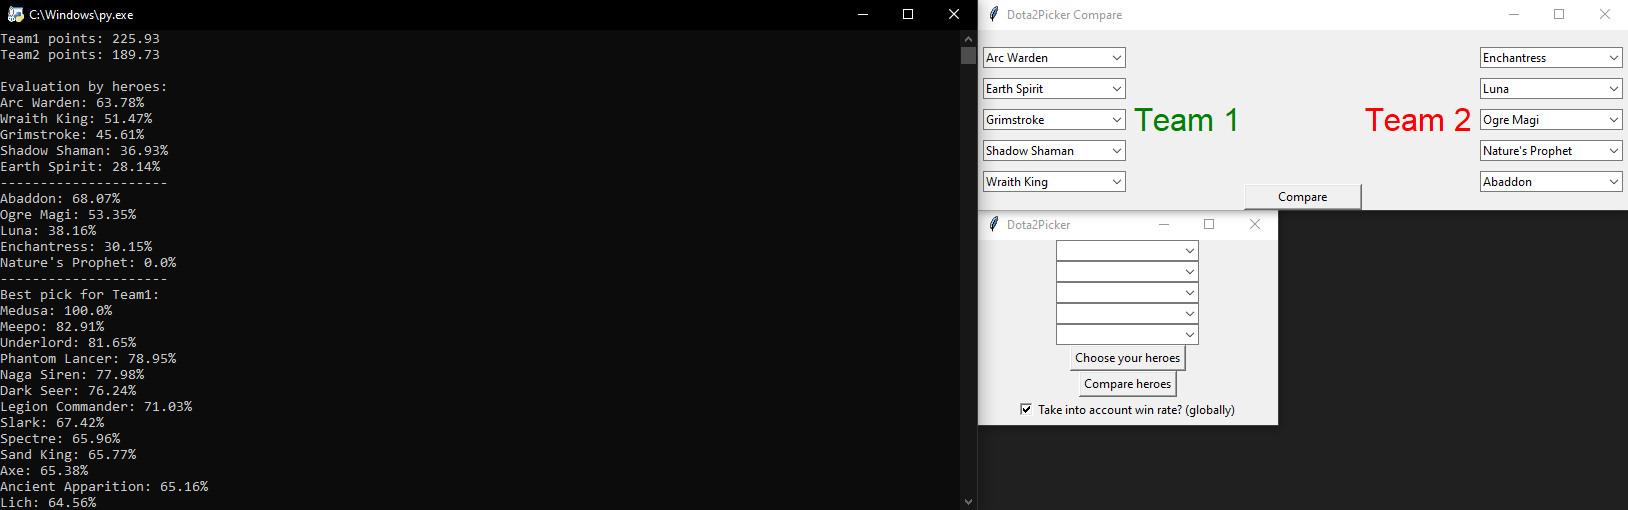 C:\Windows\py.exe
Team1 points: 225.93
Team2 points: 189.73
Evaluation by heroes:
Arc Warden: 63.78%
Wraith King: 51.47%
Grimstroke: 45.61%
Shadow Shaman: 36.93%
Earth Spirit: 28.14%
---------------------
Abaddon: 68.07%
Ogre Magi: 53.35%
Luna: 38.16%
Enchantress: 30.15%
Nature's Prophet: 0.0%
---------------------
Best pick for Team1:
Medusa: 100.0%
Meepo: 82.91%
Underlord: 81.65%
Phantom Lancer: 78.95%
Naga Siren: 77.98%
Dark Seer: 76.24%
Legion Commander: 71.03%
Slark: 67.42%
Spectre: 65.96%
Sand King: 65.77%
Axe: 65.38%
Ancient Apparition: 65.16%
Lich: 64.56%
Dota2Picker Compare
Arc Warden
Earth Spirit
Grimstroke
Shadow Shaman
Wraith King
Team 1
Team 2
Enchantress
Luna
Ogre Magi
Nature's Prophet
Abaddon
Compare
Dota2Picker
Choose your heroes
Compare heroes
Take into account win rate? (globally)